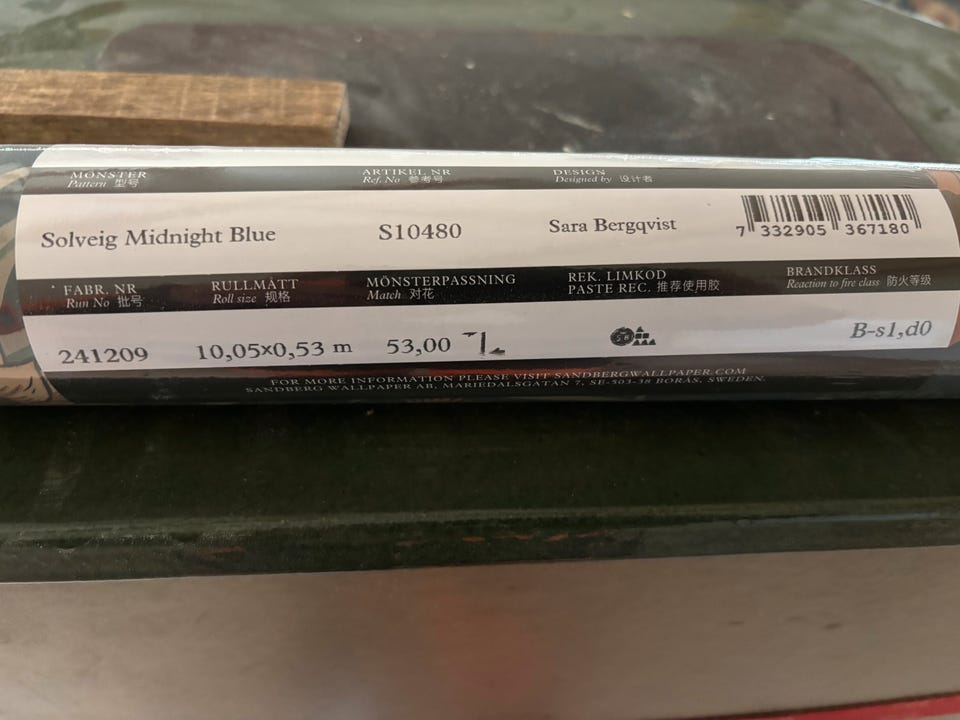 MÖNSTER ARTIKEL NR DESIGN
Pattern 型号 Ref. No 参考号 Designed by 设计者
Solveig Midnight Blue S10480 Sara Bergqvist
7 332905 367180
FABR. NR RULLMÅTT MÖNSTERPASSNING REK. LIMKOD BRANDKLASS
Run No 批号 Roll size 规格 Match 对花 PASTE REC. 推荐使用胶 Reaction to fire class 防火等级
241209 10,05x0,53 m 53,00 B-s1,d0
FOR MORE INFORMATION PLEASE VISIT SANDBERGWALLPAPER.COM
SANDBERG WALLPAPER AB, MARIEDALSGATAN 7, SE-503-38 BORÅS, SWEDEN.